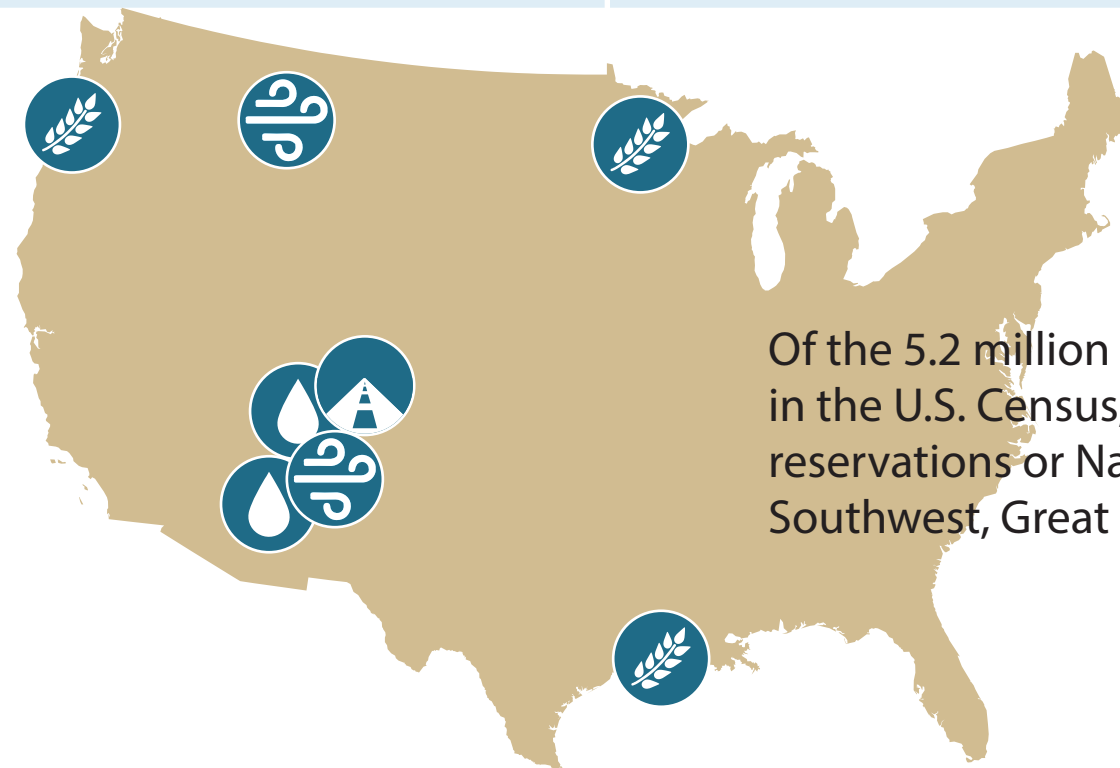 Of the 5.2 million
in the U.S. Census,
reservations or Na
Southwest, Great